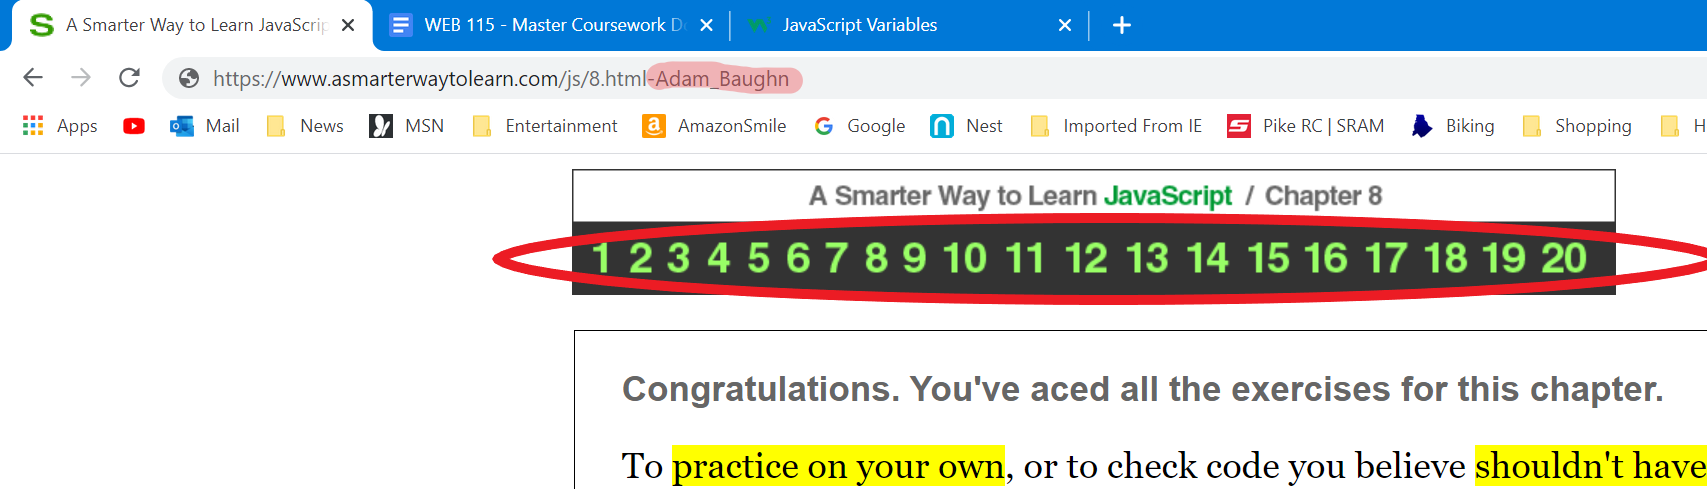 A Smarter Way to Learn JavaScrip
WEB 115 - Master Coursework D
JavaScript Variables
https://www.asmarterwaytolearn.com/js/8.html-Adam_Baughn
Apps Mail News MSN Entertainment AmazonSmile Google Nest Imported From IE Pike RC | SRAM Biking Shopping H
A Smarter Way to Learn JavaScript / Chapter 8
1 2 3 4 5 6 7 8 9 10 11 12 13 14 15 16 17 18 19 20
Congratulations. You've aced all the exercises for this chapter.
To practice on your own, or to check code you believe shouldn't have